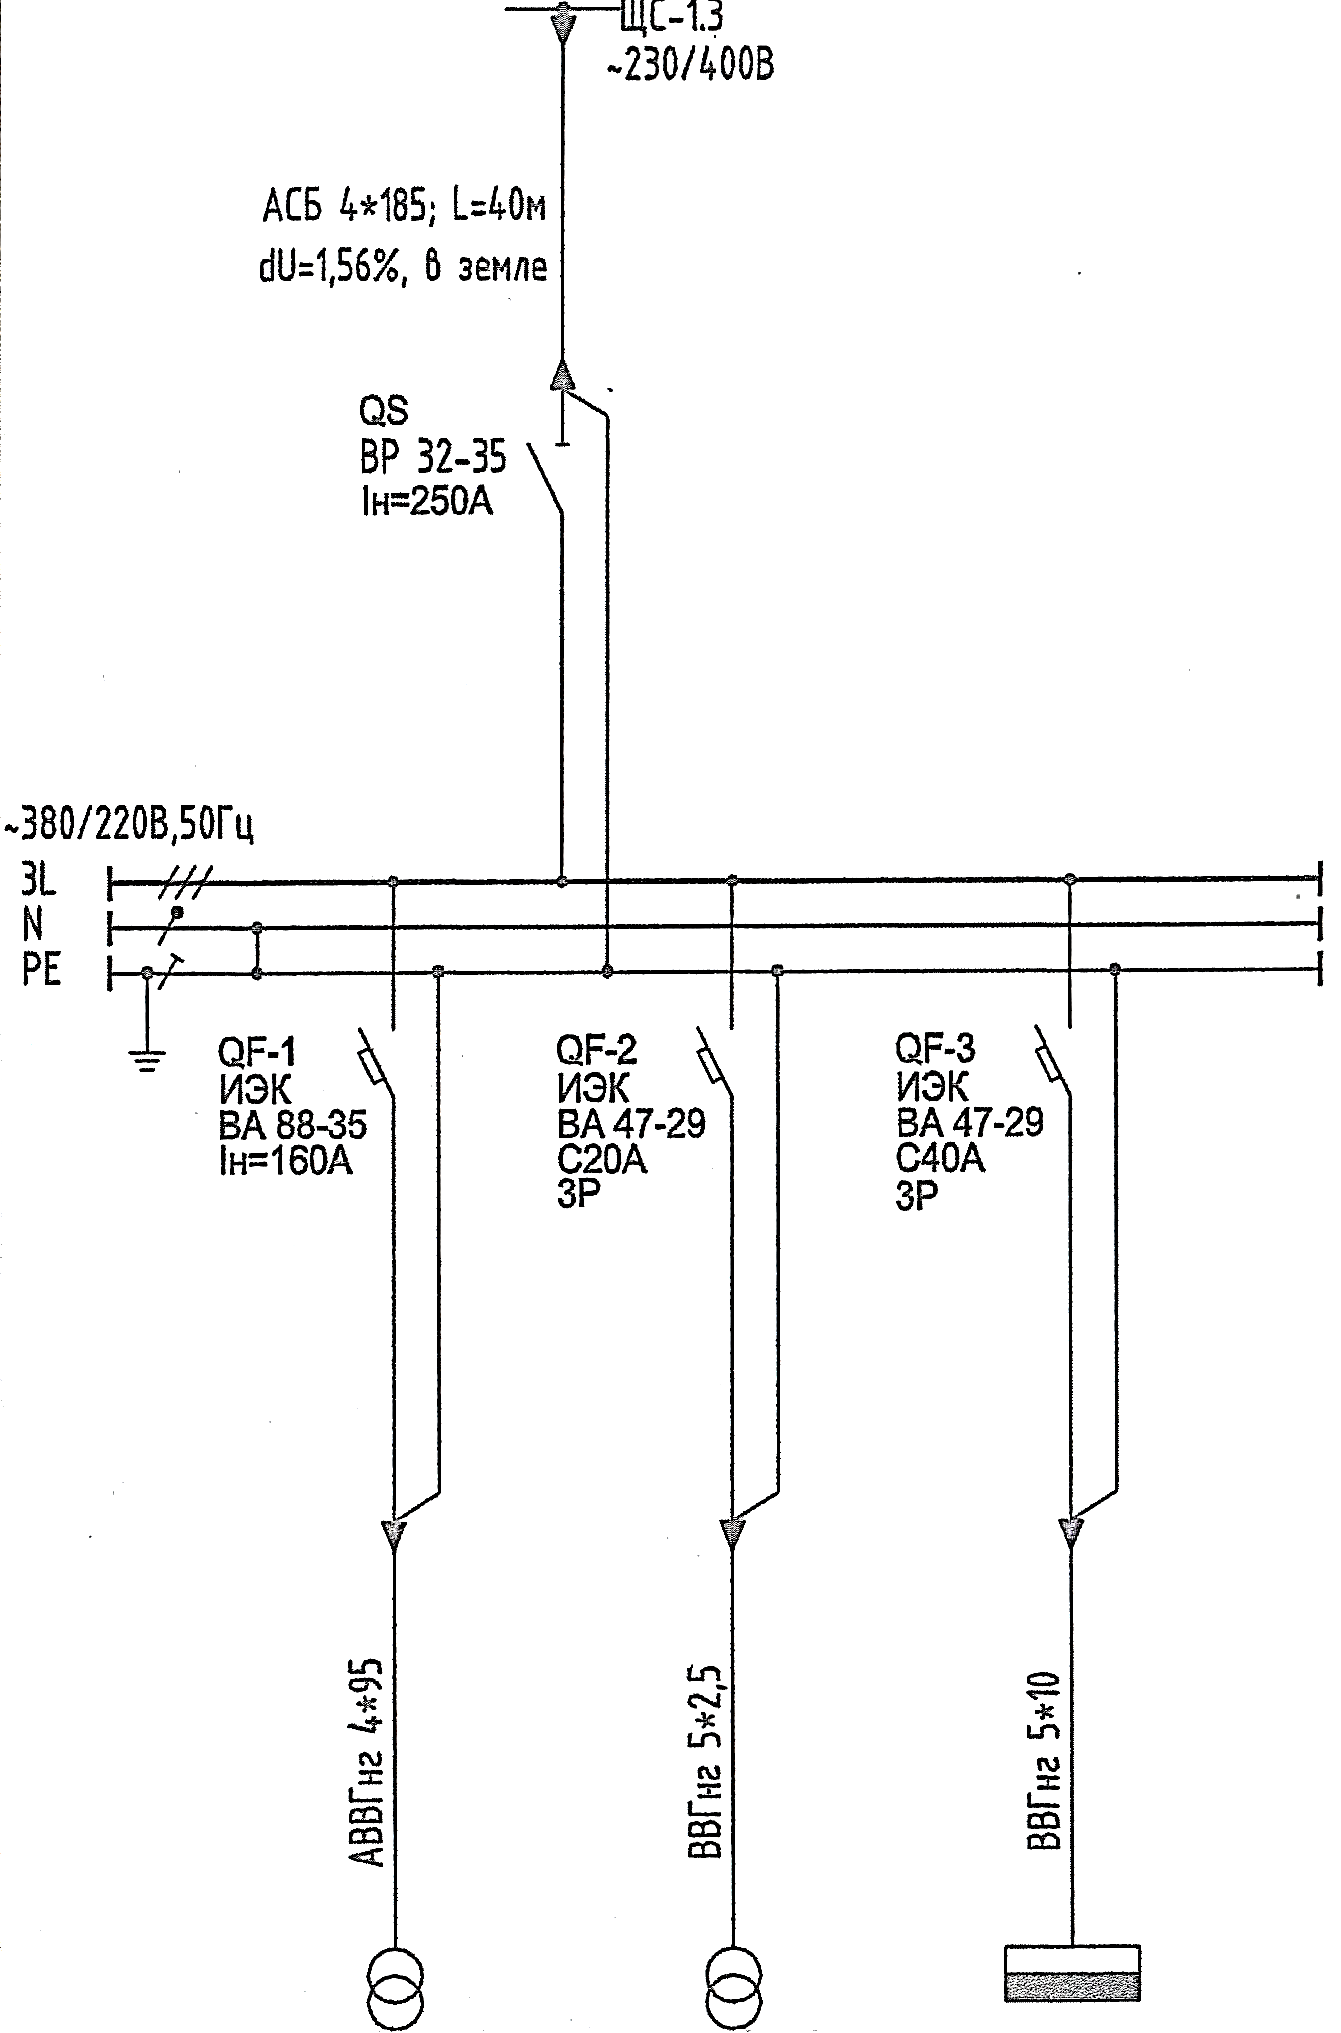 ЩС-1.3
~230/400В
АСБ 4*185; L=40м
dU=1,56%, в земле
QS
ВР 32-35
Iн=250А
~380/220В,50Гц
3L
N
PE
QF-1
ИЭК
ВА 88-35
Iн=160А
QF-2
ИЭК
ВА 47-29
С20А
3Р
QF-3
ИЭК
ВА 47-29
С40А
3Р
АВВГнг 4*95
ВВГнг 5*2,5
ВВГнг 5*10